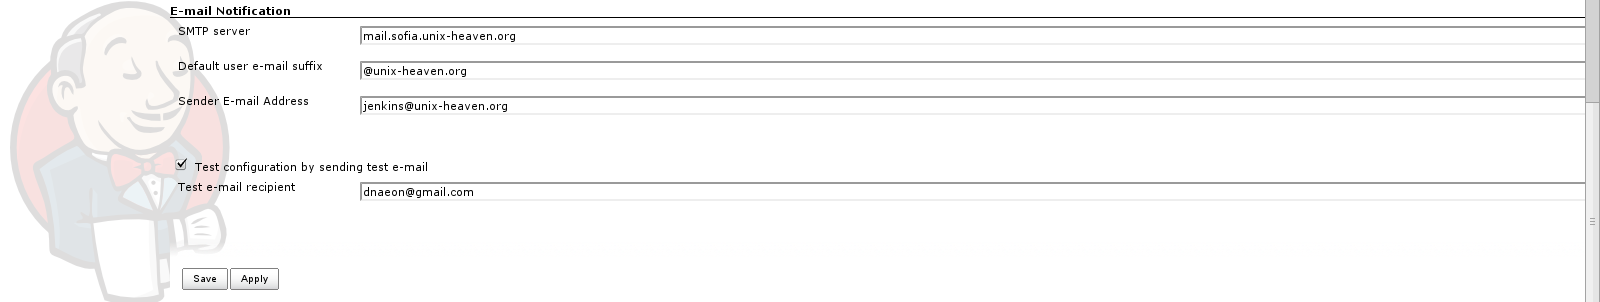 E-mail Notification
SMTP server
mail.sofia.unix-heaven.org
Default user e-mail suffix
@unix-heaven.org
Sender E-mail Address
jenkins@unix-heaven.org
Test configuration by sending test e-mail
Test e-mail recipient
dnaeon@gmail.com
Save Apply